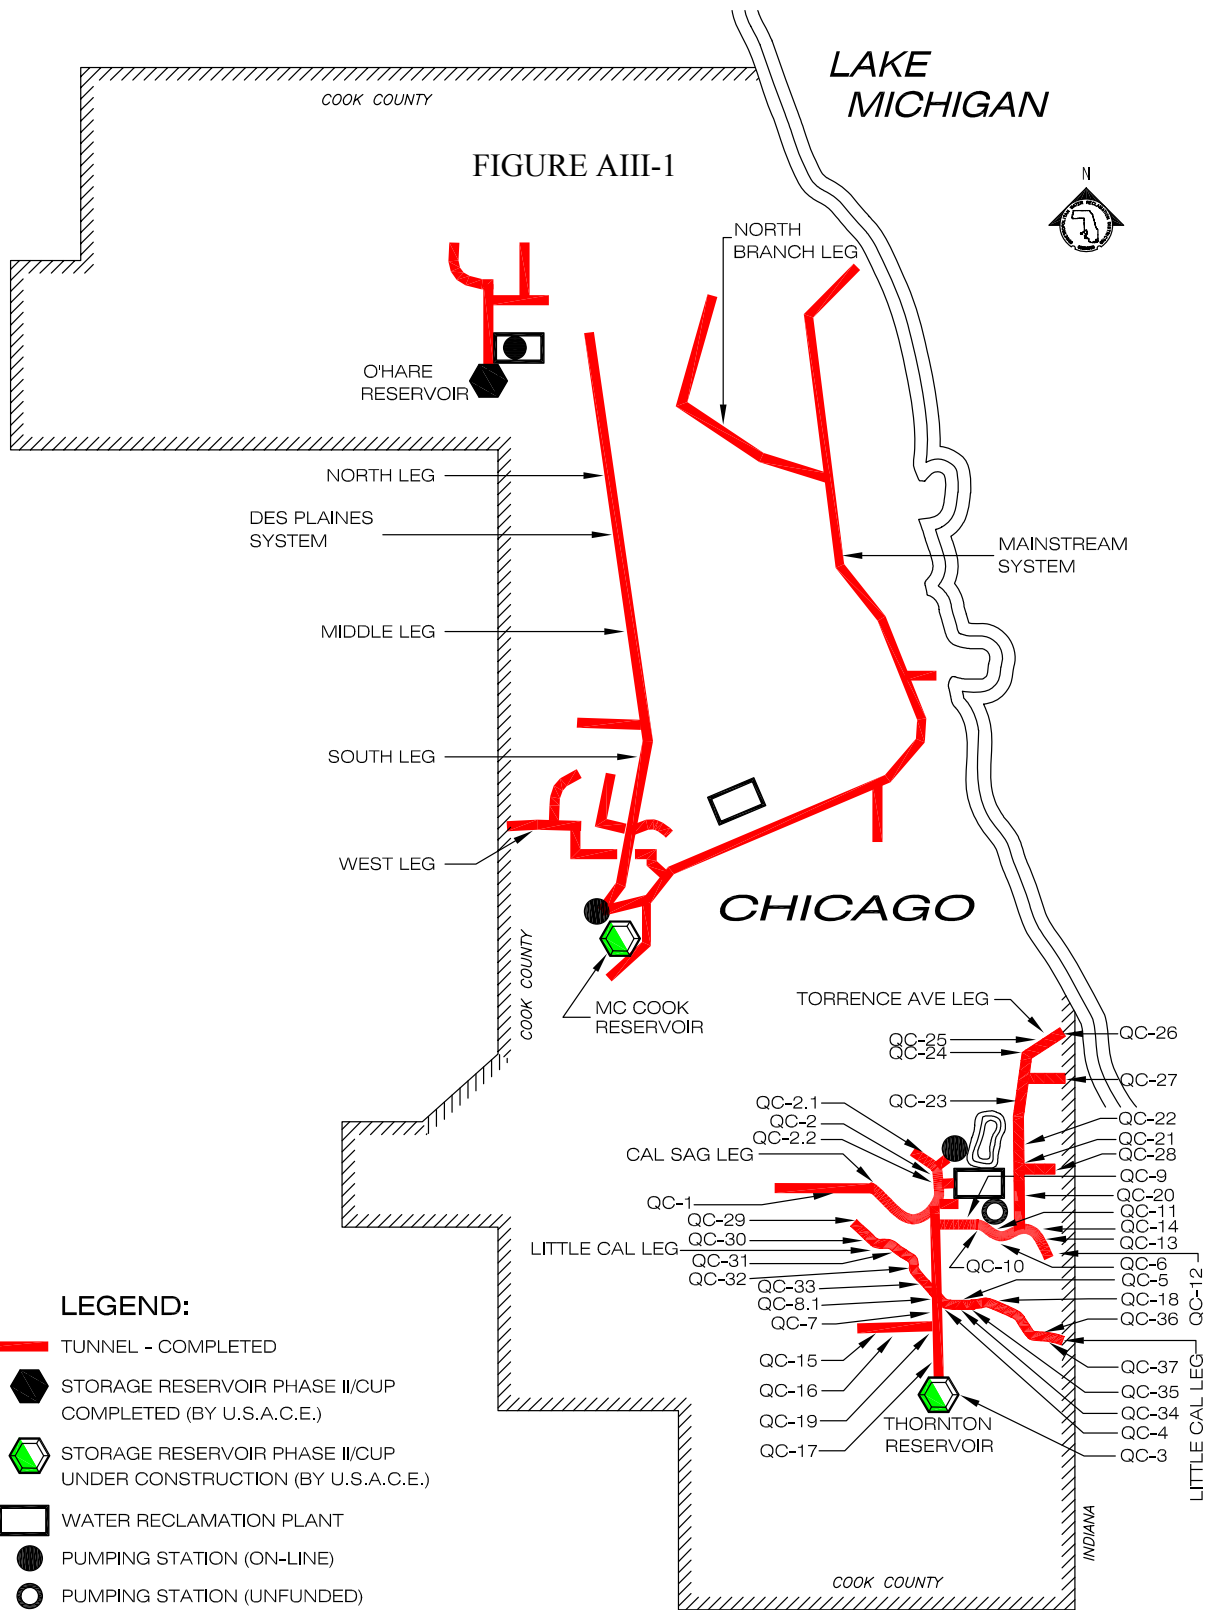 LAKE
MICHIGAN
COOK COUNTY
FIGURE AIII-1
N
NORTH
BRANCH LEG
O'HARE
RESERVOIR
NORTH LEG
DES PLAINES
SYSTEM
MAINSTREAM
SYSTEM
MIDDLE LEG
SOUTH LEG
WEST LEG
CHICAGO
COOK COUNTY
MC COOK
RESERVOIR
TORRENCE AVE LEG
QC-25
QC-24
QC-26
QC-27
QC-23
QC-2.1
QC-2
QC-2.2
QC-22
QC-21
QC-28
CAL SAG LEG
QC-9
QC-1
QC-20
QC-29
QC-11
QC-30
QC-14
LITTLE CAL LEG
QC-13
QC-31
QC-10
QC-6
QC-32
QC-5
QC-12
QC-33
QC-8.1
QC-18
QC-7
QC-36
QC-15
QC-37
QC-16
QC-35
QC-19
QC-34
QC-17
QC-4
QC-3
THORNTON
RESERVOIR
LITTLE CAL LEG
INDIANA
COOK COUNTY
LEGEND:
TUNNEL - COMPLETED
STORAGE RESERVOIR PHASE II/CUP
COMPLETED (BY U.S.A.C.E.)
STORAGE RESERVOIR PHASE II/CUP
UNDER CONSTRUCTION (BY U.S.A.C.E.)
WATER RECLAMATION PLANT
PUMPING STATION (ON-LINE)
PUMPING STATION (UNFUNDED)